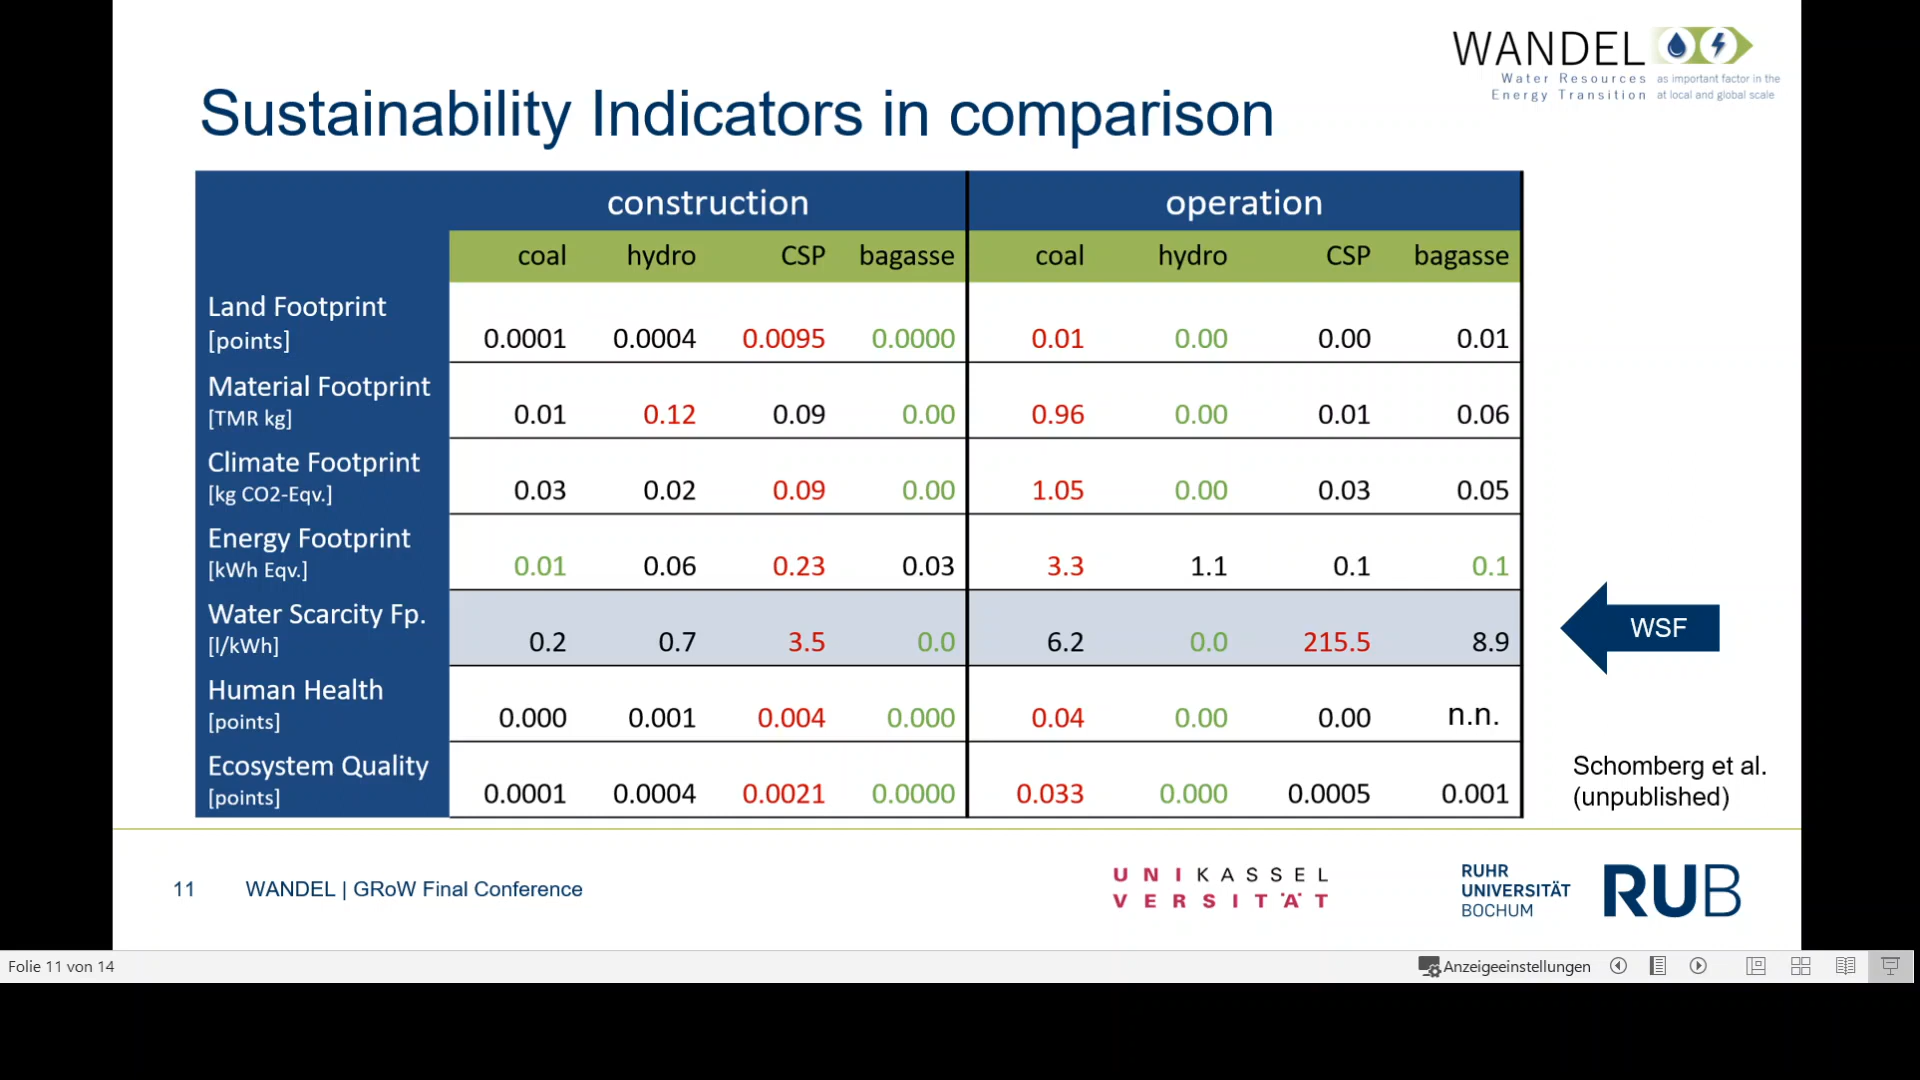 WANDEL
Water Resources as important factor in the
Energy Transition at local and global scale
Sustainability Indicators in comparison
construction operation
coal hydro CSP bagasse coal hydro CSP bagasse
Land Footprint
[points] 0.0001 0.0004 0.0095 0.0000 0.01 0.00 0.00 0.01
Material Footprint
[TMR kg] 0.01 0.12 0.09 0.00 0.96 0.00 0.01 0.06
Climate Footprint
[kg CO2-Eqv.] 0.03 0.02 0.09 0.00 1.05 0.00 0.03 0.05
Energy Footprint
[kWh Eqv.] 0.01 0.06 0.23 0.03 3.3 1.1 0.1 0.1
Water Scarcity Fp.
[l/kWh] 0.2 0.7 3.5 0.0 6.2 0.0 215.5 8.9
WSF
Human Health
[points] 0.000 0.001 0.004 0.000 0.04 0.00 0.00 n.n.
Ecosystem Quality
[points] 0.0001 0.0004 0.0021 0.0000 0.033 0.000 0.0005 0.001
Schomberg et al.
(unpublished)
11 WANDEL | GRoW Final Conference
UNIKASSEL
VERSITÄT
RUHR
UNIVERSITÄT
BOCHUM
RUB
Folie 11 von 14 Anzeigeeinstellungen